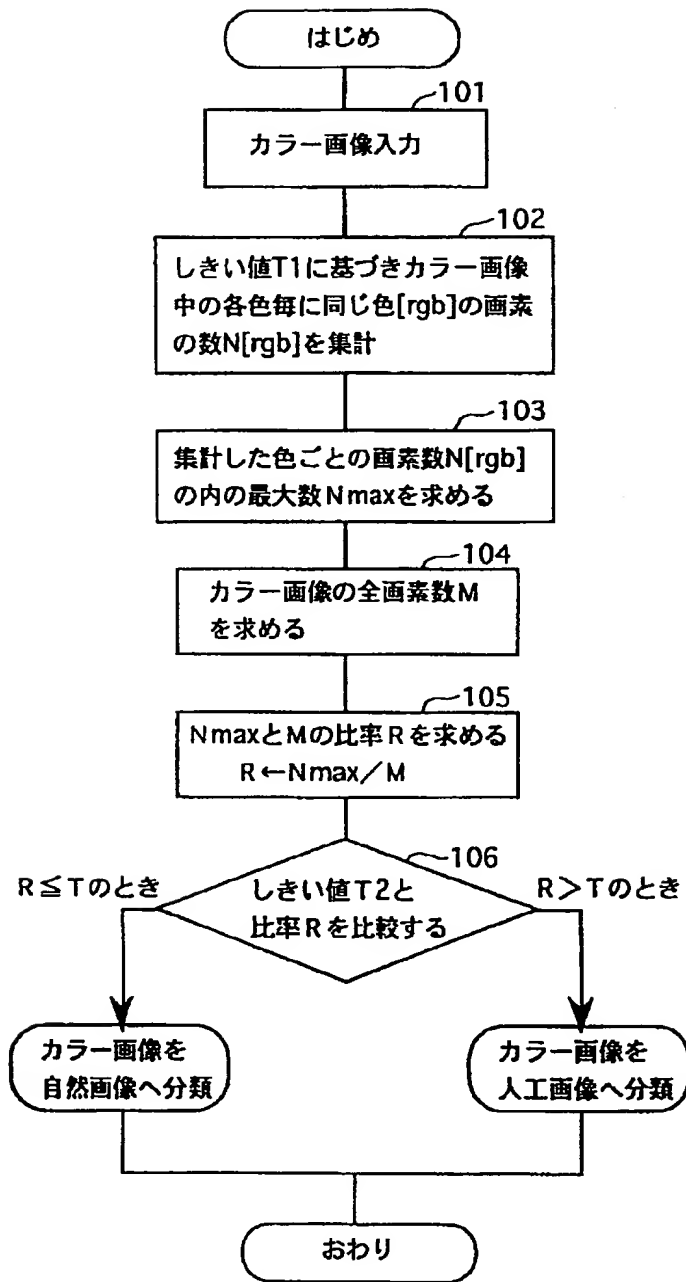 はじめ
101
カラー画像入力
102
しきい値T1に基づきカラー画像
中の各色毎に同じ色[rgb]の画素
の数N[rgb]を集計
103
集計した色ごとの画素数N[rgb]
の内の最大数Nmaxを求める
104
カラー画像の全画素数M
を求める
105
NmaxとMの比率Rを求める
R←Nmax／M
106
R≦Tのとき
しきい値T2と
比率Rを比較する
R＞Tのとき
カラー画像を
自然画像へ分類
カラー画像を
人工画像へ分類
おわり